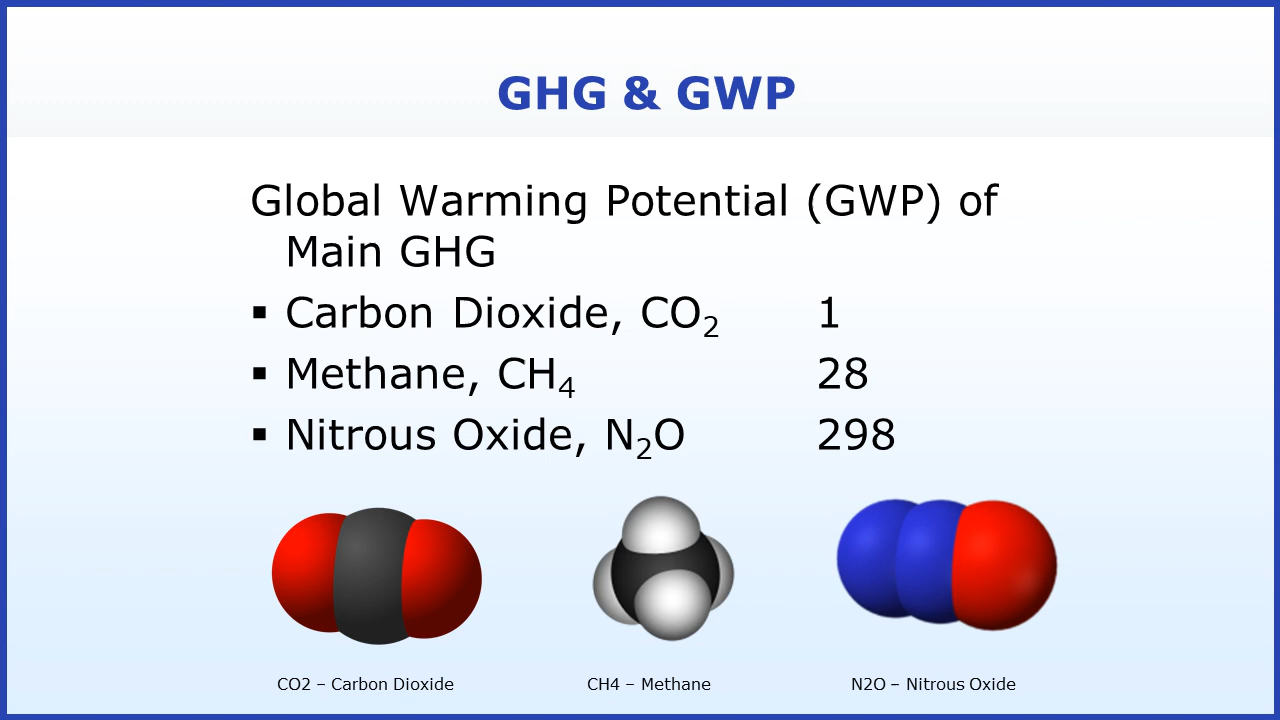 GHG & GWP
Global Warming Potential (GWP) of
Main GHG
▪ Carbon Dioxide, CO₂ 1
▪ Methane, CH₄ 28
▪ Nitrous Oxide, N₂O 298
CO2 – Carbon Dioxide
CH4 – Methane
N2O – Nitrous Oxide